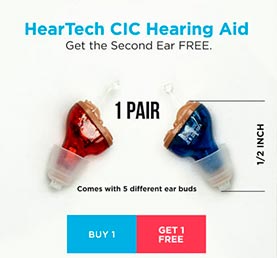 HearTech CIC Hearing Aid
Get the Second Ear FREE.
1 PAIR
1/2 INCH
Comes with 5 different ear buds
BUY 1
GET 1
FREE